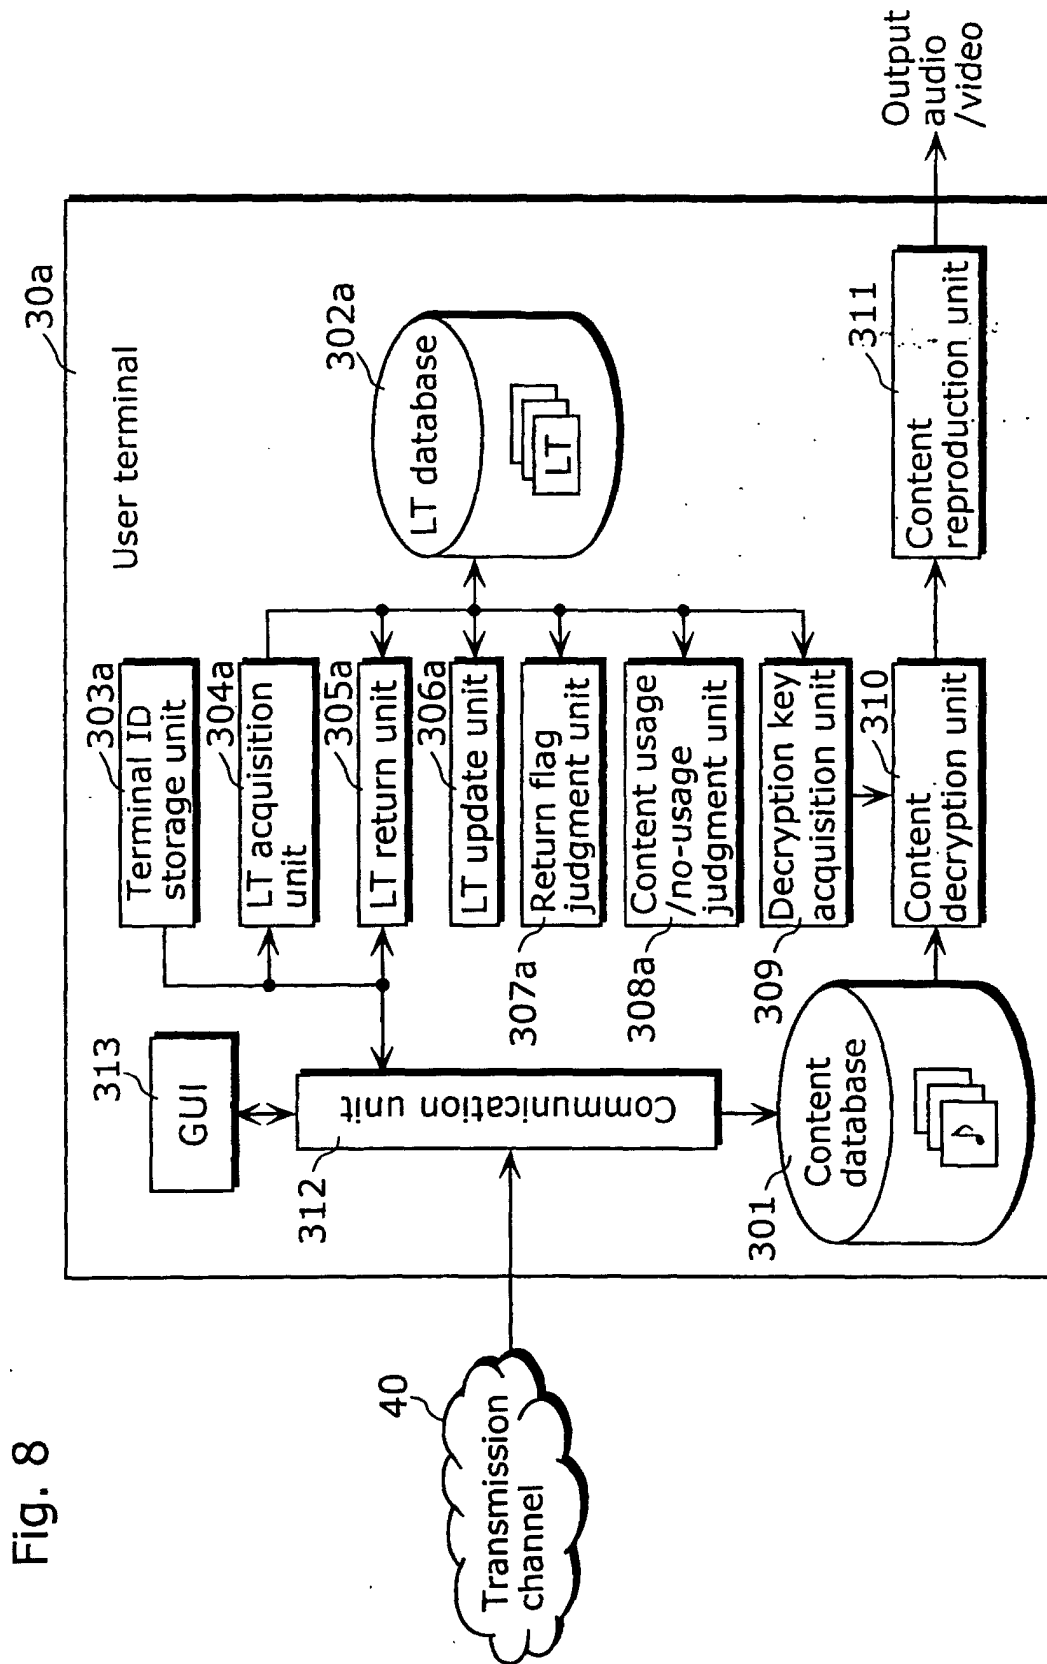 Fig. 8
30a
User terminal
313
GUI
303a
Terminal ID
storage unit
304a
LT acquisition
unit
305a
LT return unit
306a
LT update unit
307a
Return flag
judgment unit
308a
Content usage
/no-usage
judgment unit
309
Decryption key
acquisition unit
310
Content
decryption unit
302a
LT database
LT
311
Content
reproduction unit
Output
audio
/video
312
Communication unit
40
Transmission
channel
301
Content
database